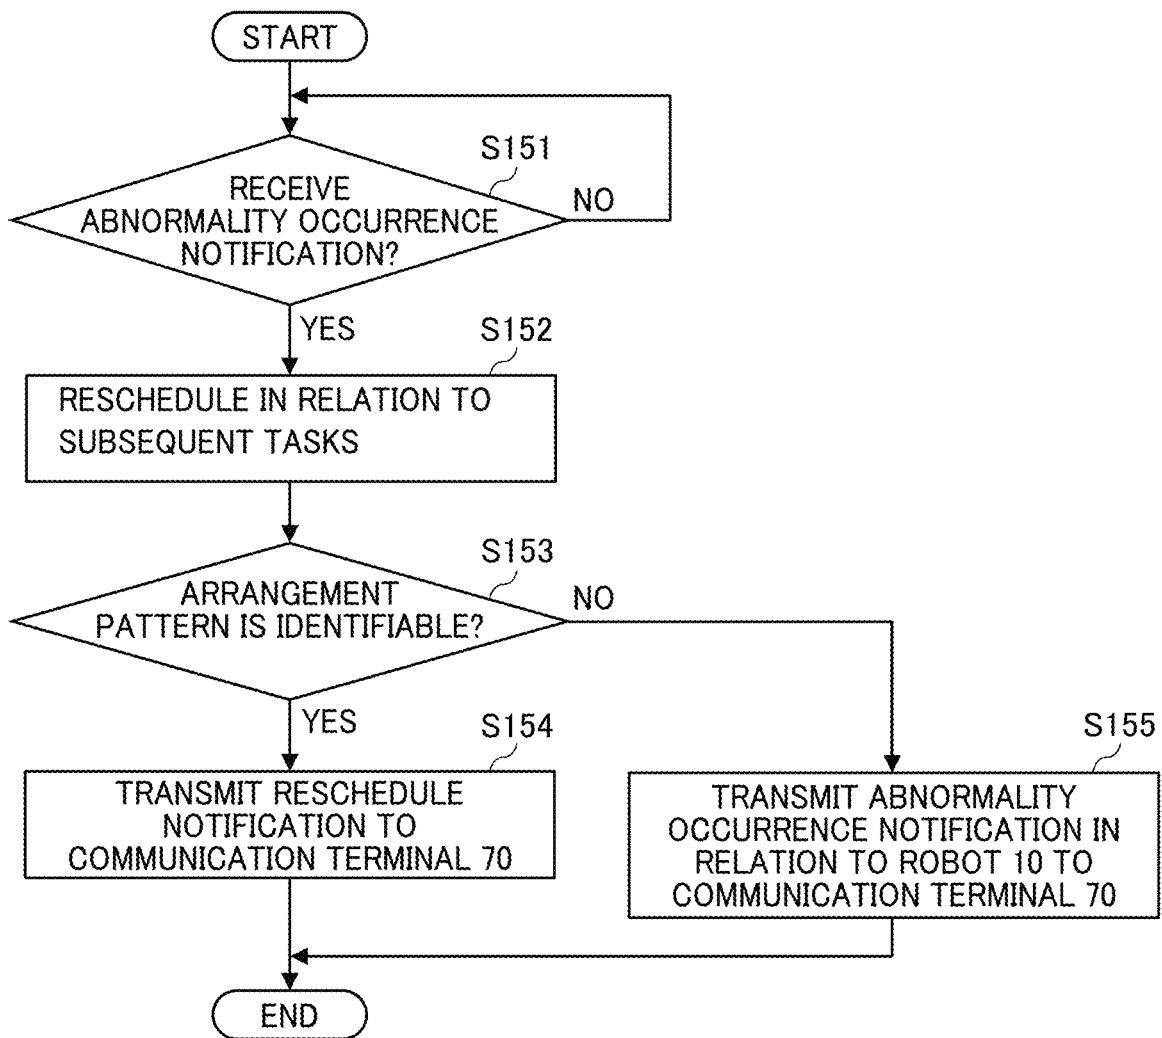 START
S151
RECEIVE
ABNORMALITY OCCURRENCE
NOTIFICATION?
NO
YES
S152
RESCHEDULE IN RELATION TO
SUBSEQUENT TASKS
S153
ARRANGEMENT
PATTERN IS IDENTIFIABLE?
NO
YES
S154
TRANSMIT RESCHEDULE
NOTIFICATION TO
COMMUNICATION TERMINAL 70
S155
TRANSMIT ABNORMALITY
OCCURRENCE NOTIFICATION IN
RELATION TO ROBOT 10 TO
COMMUNICATION TERMINAL 70
END